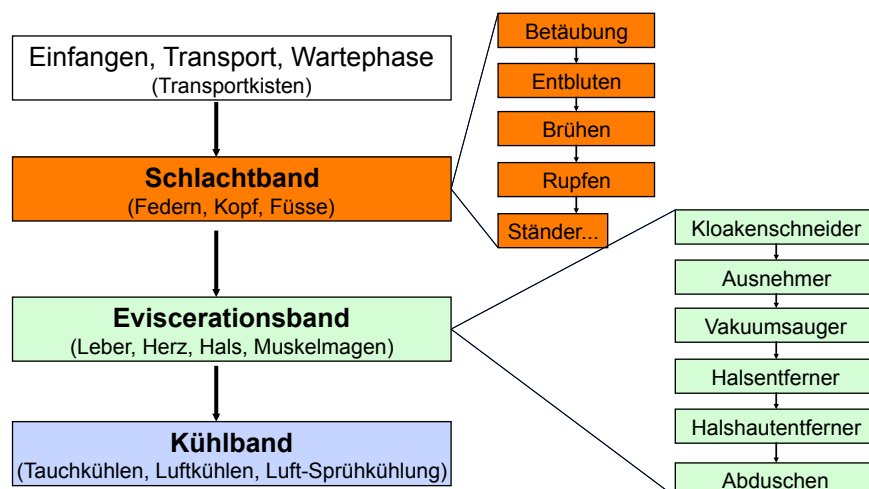 Einfangen, Transport, Wartephase
(Transportkisten)
Schlachtband
(Federn, Kopf, Füsse)
Eviscerationsband
(Leber, Herz, Hals, Muskelmagen)
Kühlband
(Tauchkühlen, Luftkühlen, Luft-Sprühkühlung)
Betäubung
Entbluten
Brühen
Rupfen
Ständer...
Kloakenschneider
Ausnehmer
Vakuumsauger
Halsentferner
Halshautentferner
Abduschen